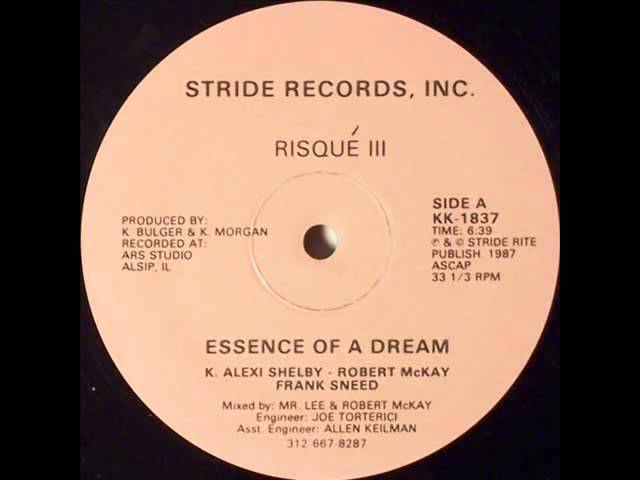 STRIDE RECORDS, INC.
RISQUÉ III
PRODUCED BY:
K. BULGER & K. MORGAN
RECORDED AT:
ARS STUDIO
ALSIP, IL
SIDE A
KK-1837
TIME: 6:39
℗ & © STRIDE RITE
PUBLISH. 1987
ASCAP
33 1/3 RPM
ESSENCE OF A DREAM
K. ALEXI SHELBY - ROBERT McKAY
FRANK SNEED
Mixed by: MR. LEE & ROBERT McKAY
Engineer: JOE TORTERICI
Asst. Engineer: ALLEN KEILMAN
312 667-8287